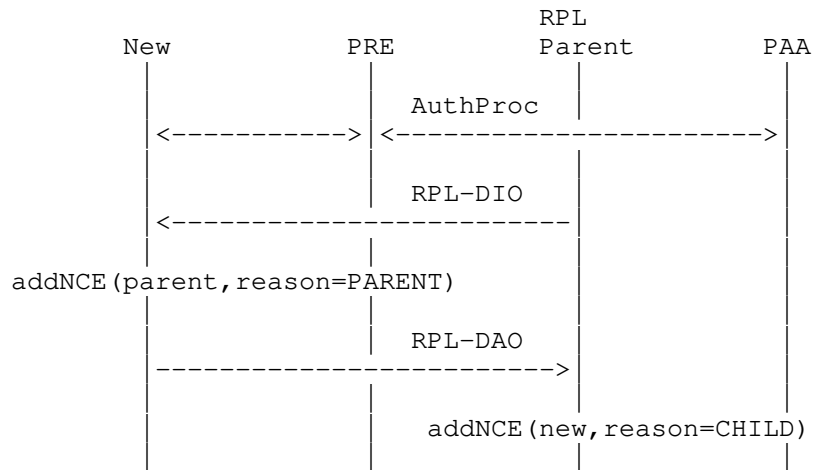 RPL
New PRE Parent PAA
AuthProc
RPL-DIO
addNCE(parent,reason=PARENT)
RPL-DAO
addNCE(new,reason=CHILD)